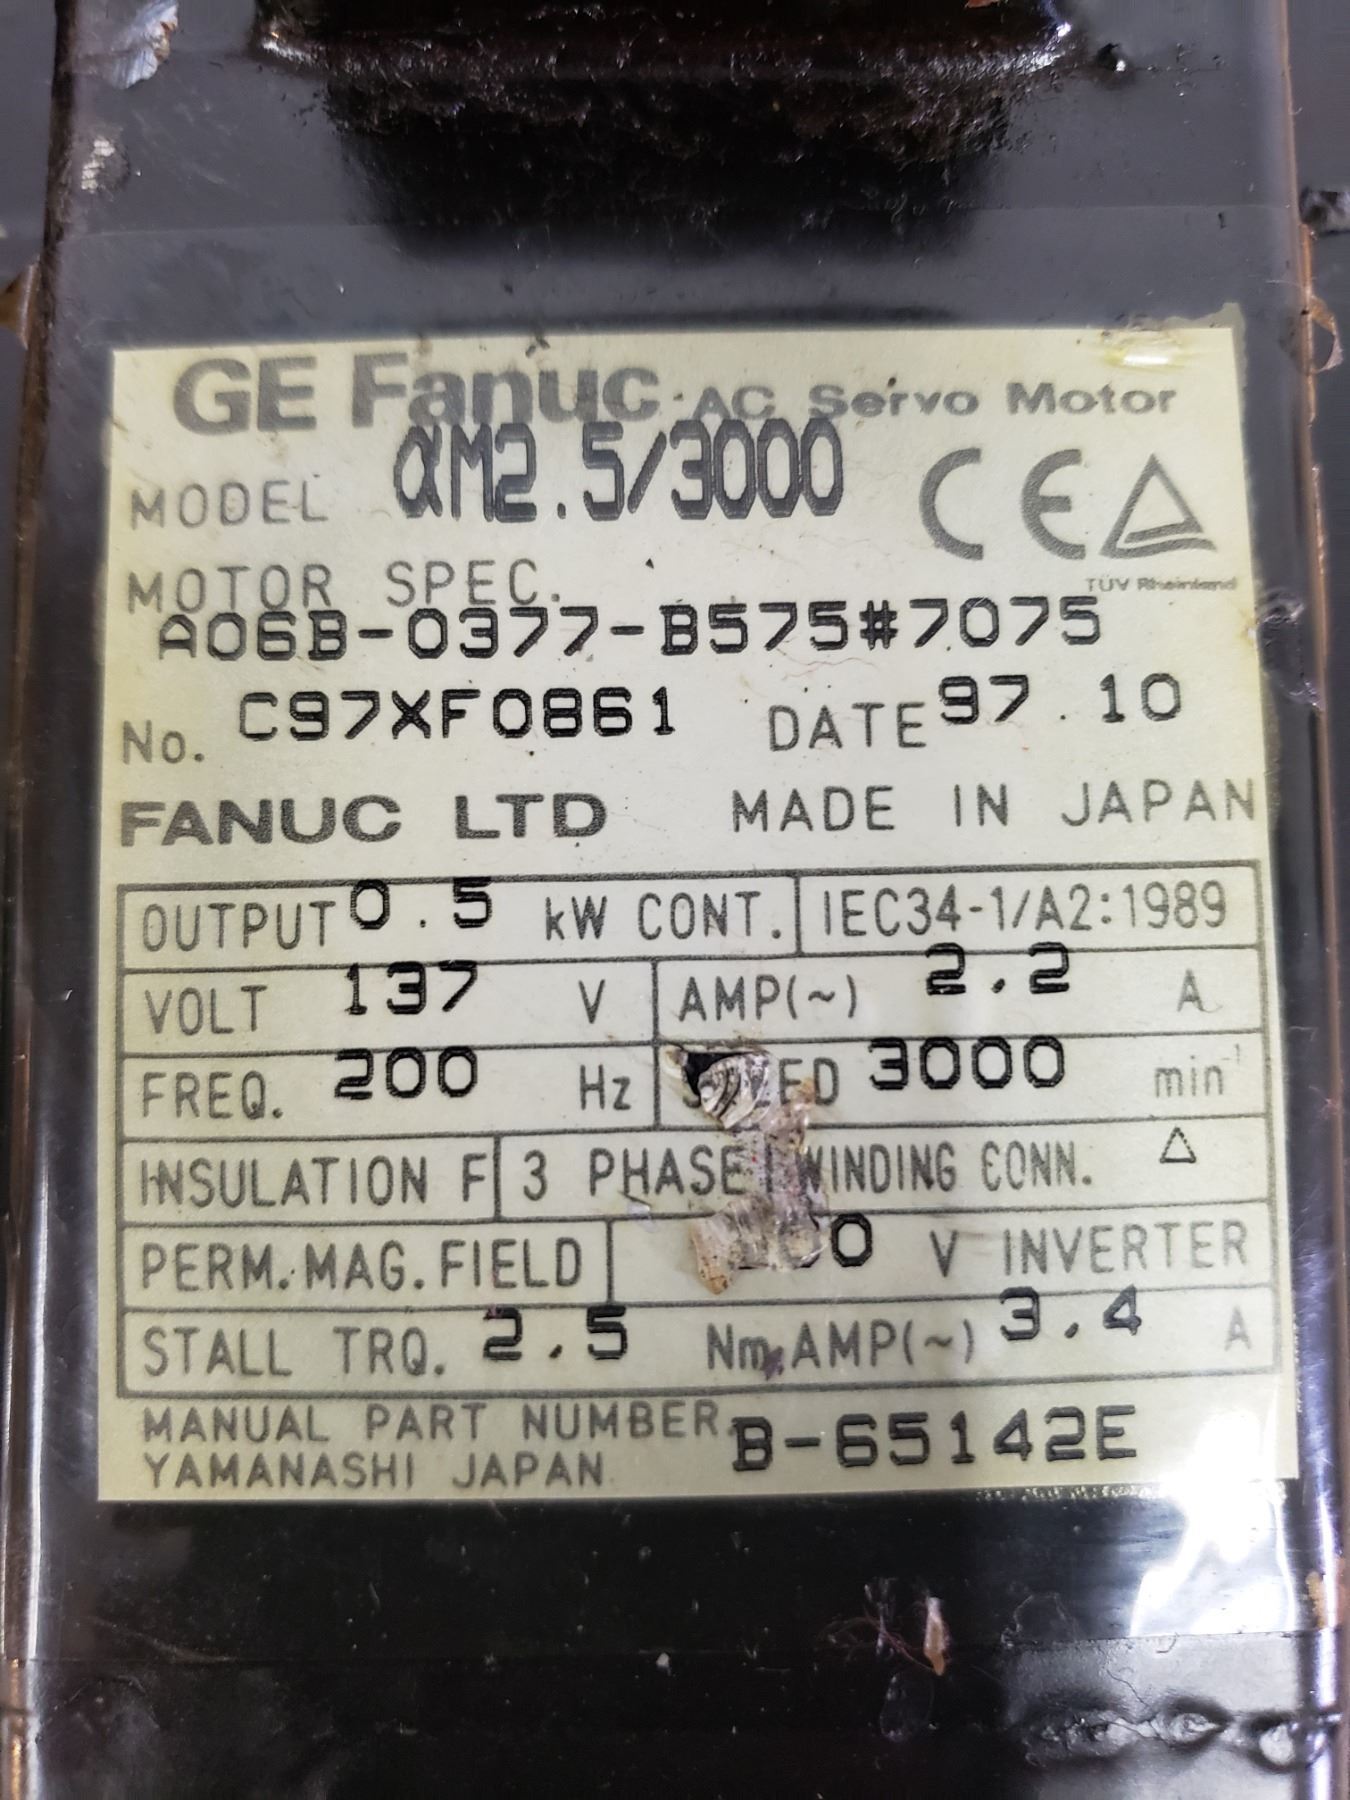 GE Fanuc AC Servo Motor
MODEL αM2.5/3000
CE
TÜV Rheinland
MOTOR SPEC.
A06B-0377-B575#7075
No. C97XF0861 DATE 97.10
FANUC LTD MADE IN JAPAN
OUTPUT 0.5 kW CONT. IEC34-1/A2:1989
VOLT 137 V AMP(~) 2.2 A
FREQ. 200 Hz 3000 min⁻¹
INSULATION F 3 PHASE WINDING CONN. △
PERM. MAG. FIELD V INVERTER
STALL TRQ. 2.5 Nm. AMP(~) 3.4 A
MANUAL PART NUMBER. B-65142E
YAMANASHI JAPAN